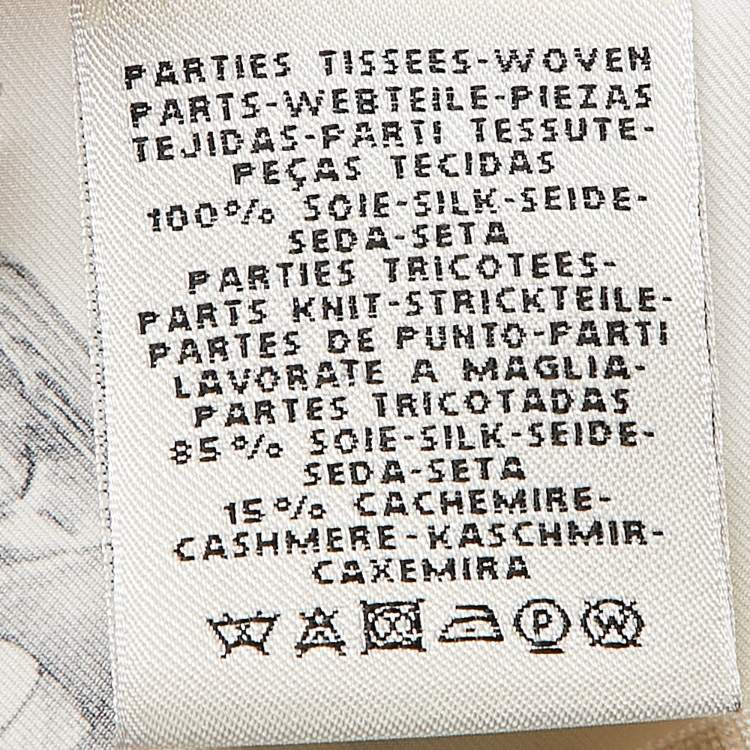 PARTIES TISSEES-WOVEN
PARTS-WEBTEILE-PIEZAS
TEJIDAS-PARTI TESSUTE-
PEÇAS TECIDAS
100% SOIE-SILK-SEIDE-
SEDA-SETA
PARTIES TRICOTEES-
PARTS KNIT-STRICKTEILE-
PARTES DE PUNTO-PARTI
LAVORATE A MAGLIA-
PARTES TRICOTADAS
85% SOIE-SILK-SEIDE-
SEDA-SETA
15% CACHEMIRE-
CASHMERE-KASCHMIR-
CAXEMIRA
P W